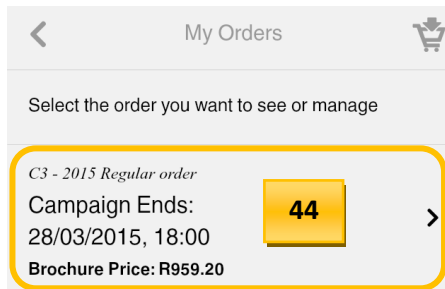 My Orders
Select the order you want to see or manage
C3 - 2015 Regular order
Campaign Ends:
28/03/2015, 18:00
44
Brochure Price: R959.20